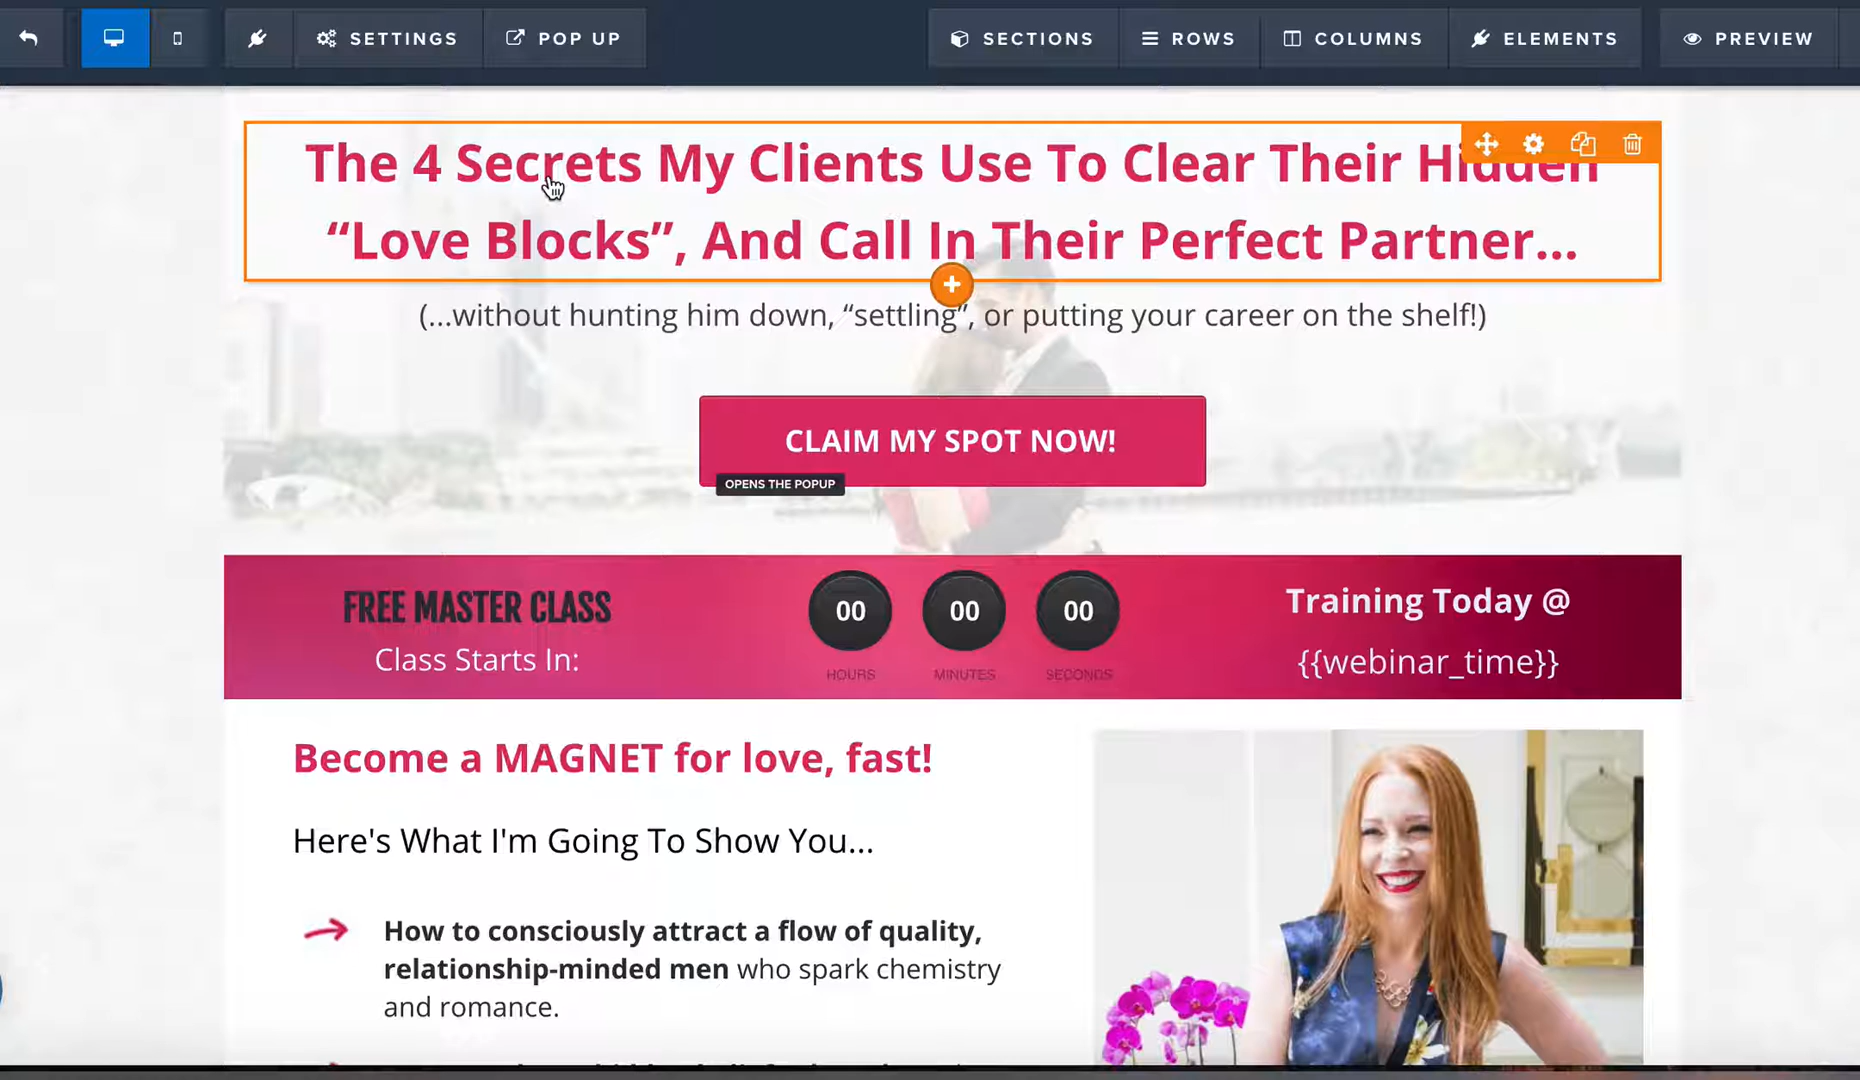 SETTINGS
POP UP
SECTIONS
ROWS
COLUMNS
ELEMENTS
PREVIEW
The 4 Secrets My Clients Use To Clear Their Hidden
“Love Blocks”, And Call In Their Perfect Partner...
(...without hunting him down, “settling”, or putting your career on the shelf!)
CLAIM MY SPOT NOW!
OPENS THE POPUP
FREE MASTER CLASS
Class Starts In:
00
00
00
HOURS
MINUTES
SECONDS
Training Today @
{{webinar_time}}
Become a MAGNET for love, fast!
Here's What I'm Going To Show You...
How to consciously attract a flow of quality,
relationship-minded men who spark chemistry
and romance.